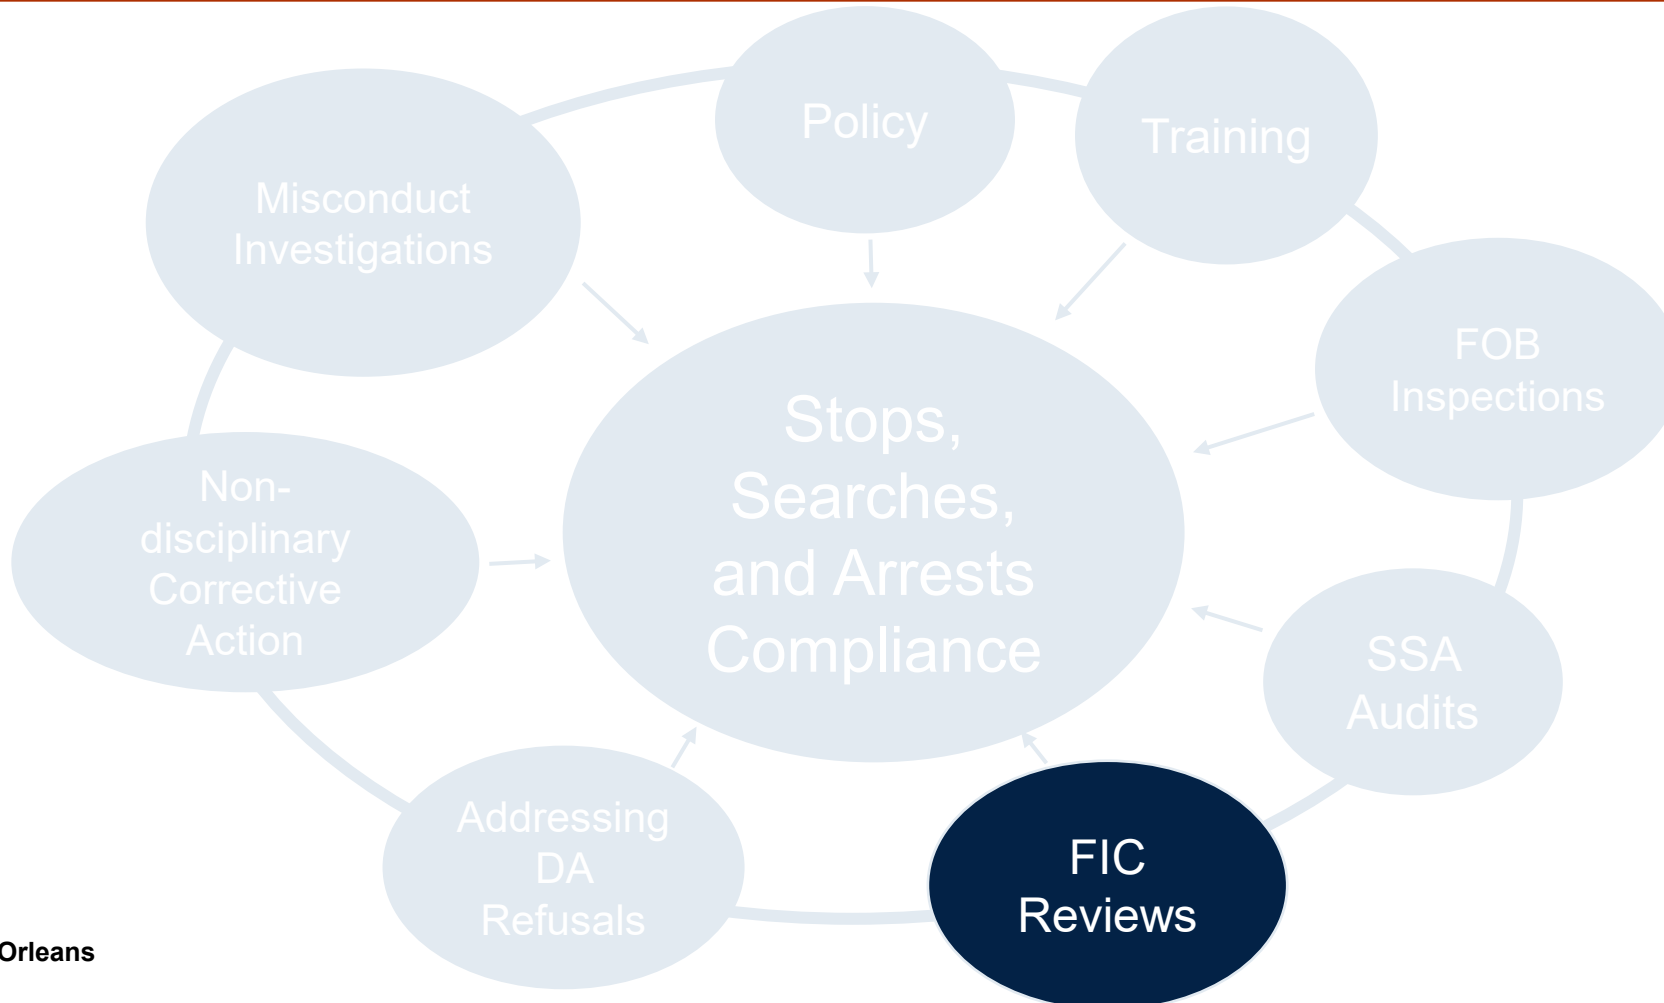 Policy
Training
Misconduct
Investigations
FOB
Inspections
Stops,
Searches,
and Arrests
Compliance
Non-
disciplinary
Corrective
Action
SSA
Audits
Addressing
DA
Refusals
FIC
Reviews
Orleans